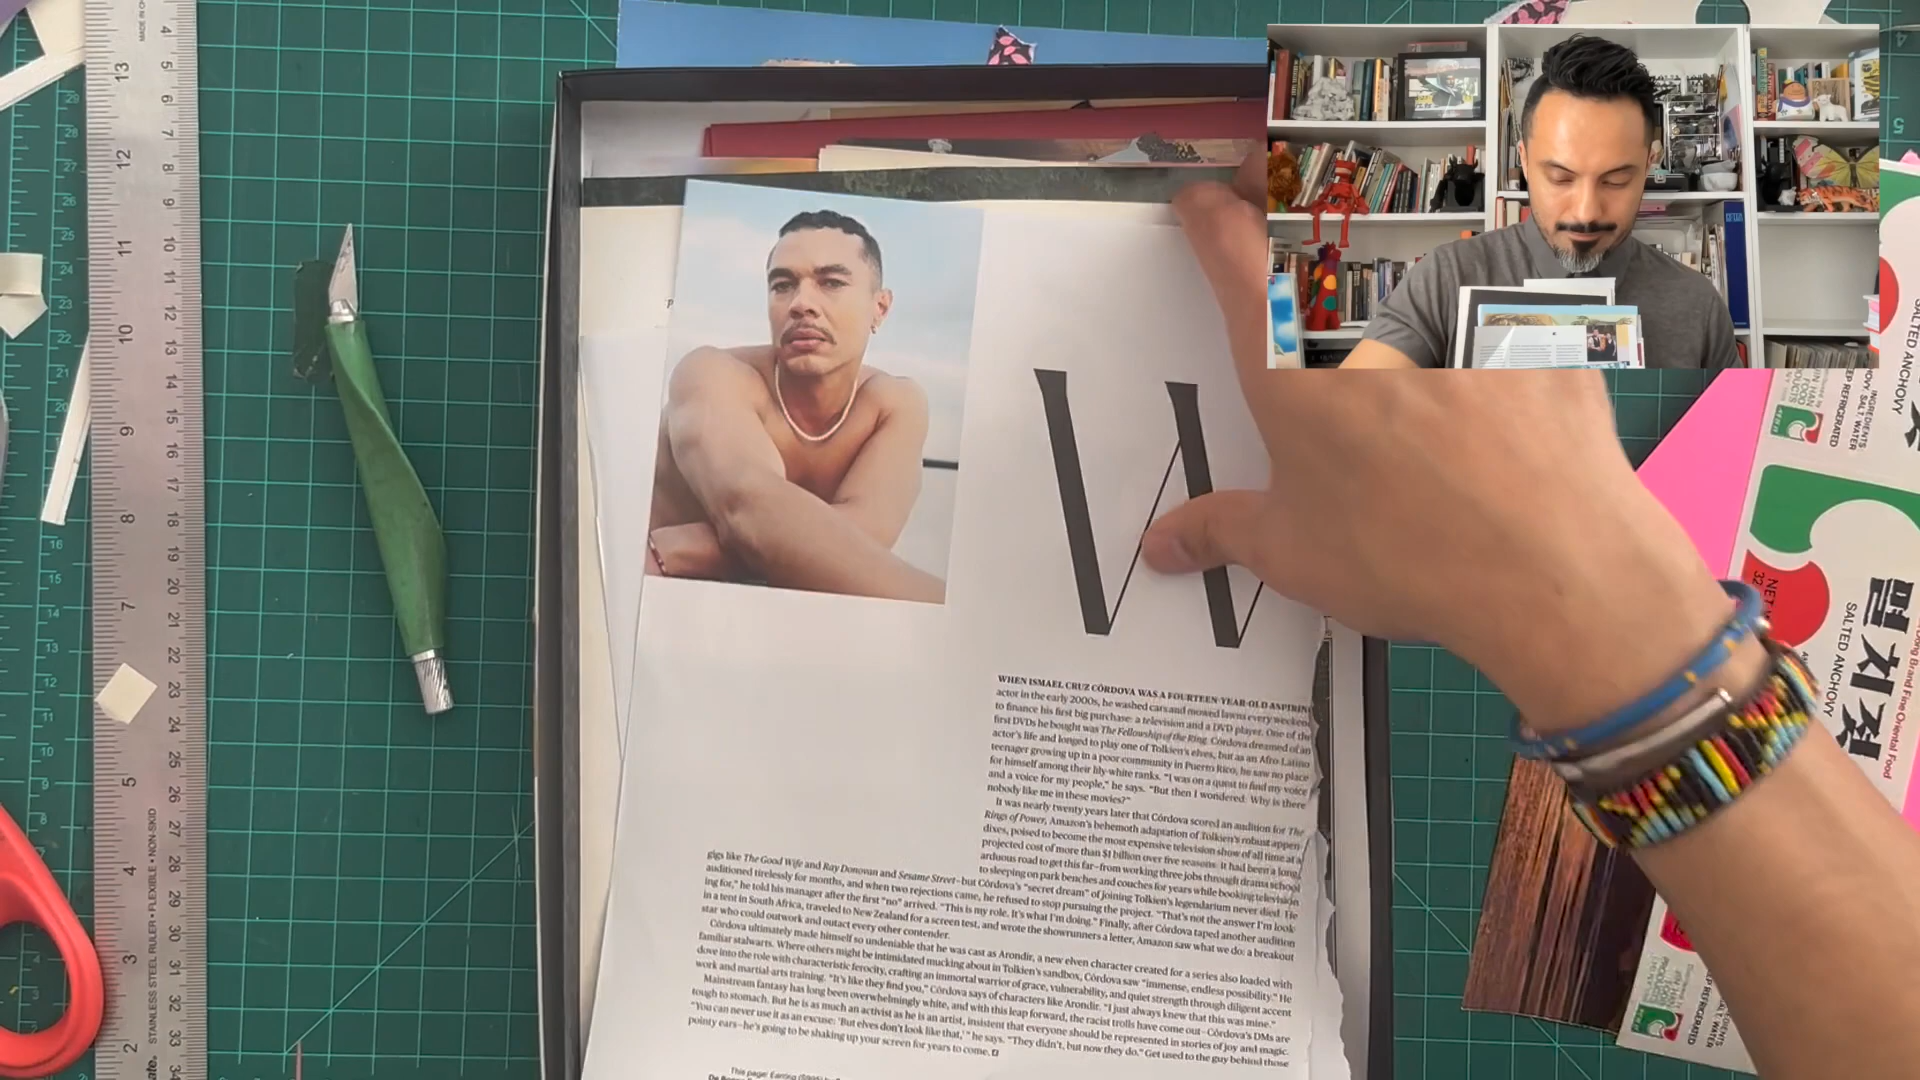 W
WHEN ISMAEL CRUZ CÓRDOVA WAS A FOURTEEN-YEAR-OLD ASPIRIN
actor in the early 2000s, he washed cars and mowed lawns every weekend
to finance his first big purchase: a television and a DVD player. One of the
first DVDs he bought was The Fellowship of the Ring. Córdova dreamed of an
actor's life and longed to play one of Tolkien's elves, but as an Afro-Latino
teenager growing up in a poor community in Puerto Rico, he saw no place
for himself among their lily-white ranks. "I was on a quest to find my voice
and a voice for my people," he says. "But then I wondered: Why is there
nobody like me in these movies?"
It was nearly twenty years later that Córdova scored an audition for The
Rings of Power, Amazon's behemoth adaptation of Tolkien's robust appen-
dixes, poised to become the most expensive television show of all time at a
projected cost of more than $1 billion over five seasons. It had been a long,
arduous road to get this far—from working three jobs through drama school
to sleeping on park benches and couches for years while booking television
gigs like The Good Wife and Ray Donovan and Sesame Street—but Córdova's "secret dream" of joining Tolkien's legendarium never died. He
auditioned tirelessly for months, and when two rejections came, he refused to stop pursuing the project. "That's not the answer I'm look-
ing for," he told his manager after the first "no" arrived. "This is my role. It's what I'm doing." Finally, after Córdova taped another audition
in a tent in South Africa, traveled to New Zealand for a screen test, and wrote the showrunners a letter, Amazon saw what we do: a breakout
star who could outwork and outact every other contender.
Córdova ultimately made himself so undeniable that he was cast as Arondir, a new elven character created for a series also loaded with
familiar stalwarts. Where others might be intimidated mucking about in Tolkien's sandbox, Córdova saw "immense, endless possibility." He
dove into the role with characteristic ferocity, crafting an immortal warrior of grace, vulnerability, and quiet strength through diligent accent
work and martial-arts training. "It's like they find you," Córdova says of characters like Arondir. "I just always knew that this was mine."
Mainstream fantasy has long been overwhelmingly white, and with this leap forward, the racist trolls have come out—Córdova's DMs are
tough to stomach. But he is as much an activist as he is an artist, insistent that everyone should be represented in stories of joy and magic.
"You can never use it as an excuse: 'But elves don't look like that,'" he says. "They didn't, but now they do." Get used to the guy behind those
pointy ears—he's going to be shaking up your screen for years to come.
This page: Earring
STAINLESS STEEL RULER • FLEXIBLE • NON-SKID
SALTED ANCHOVY
INGREDIENTS:
SALT, WATER
KEEP REFRIGERATED
멸치젓
SALTED ANCHOVY
Dong Brand Fine Oriental Food